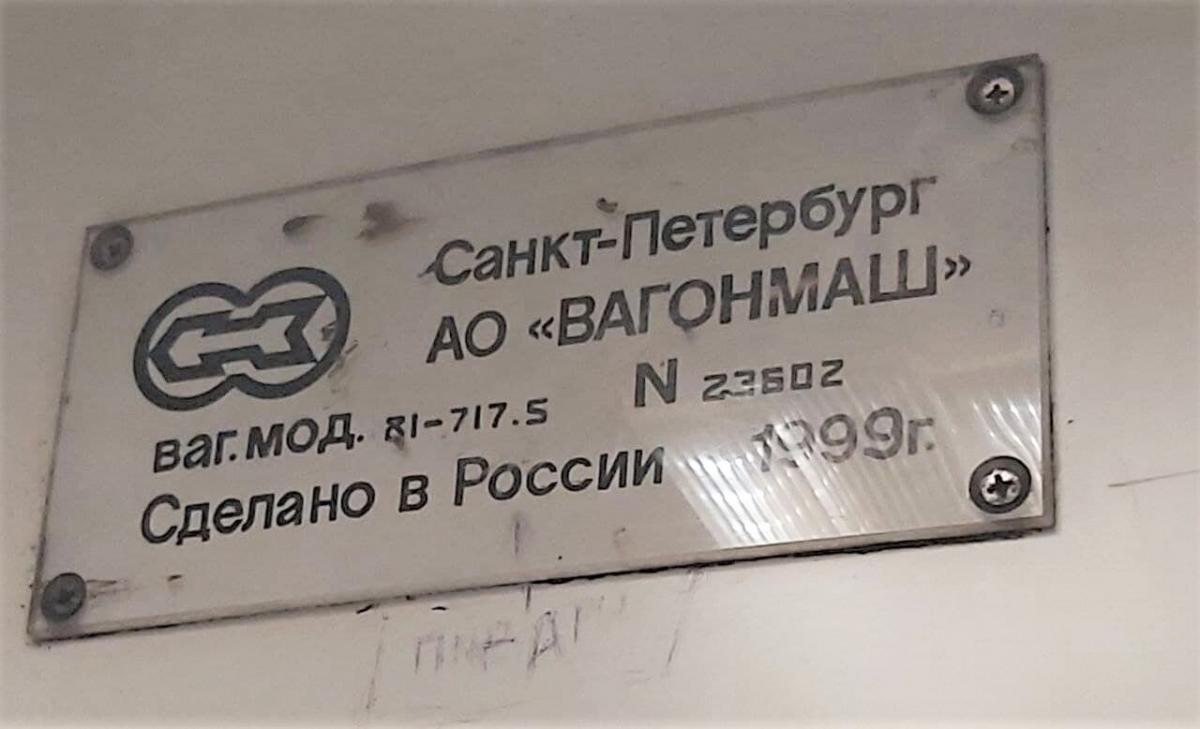 Санкт-Петербург
АО «ВАГОНМАШ»
ваг.мод. 81-717.5 N 23602
Сделано в России 1999г.